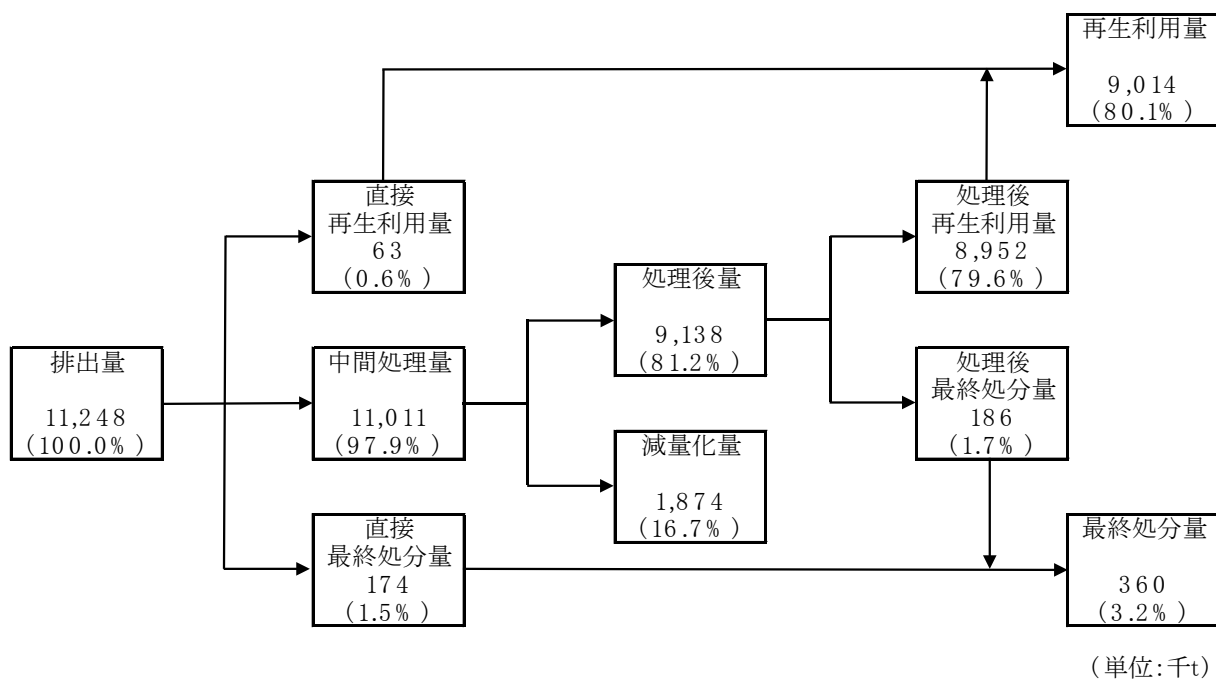 再生利用量
9,014
(80.1%)
直接
再生利用量
63
(0.6%)
処理後
再生利用量
8,952
(79.6%)
処理後量
9,138
(81.2%)
排出量
11,248
(100.0%)
中間処理量
11,011
(97.9%)
処理後
最終処分量
186
(1.7%)
減量化量
1,874
(16.7%)
直接
最終処分量
174
(1.5%)
最終処分量
360
(3.2%)
(単位:千t)